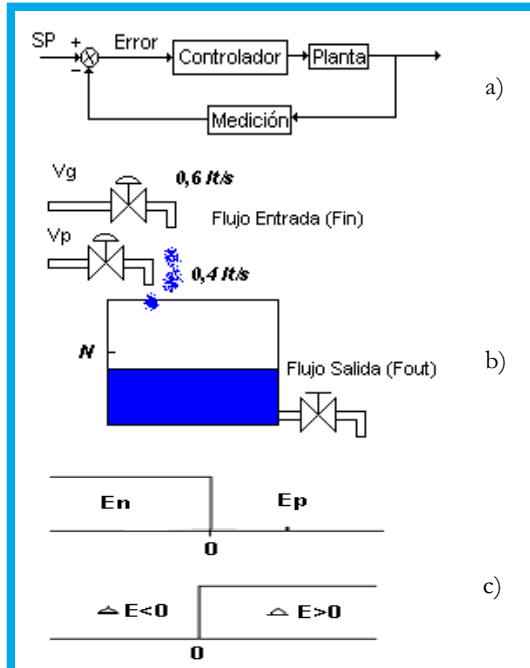 SP + Error
Controlador
Planta
−
Medición
a)
Vg
0,6 lt/s
Flujo Entrada (Fin)
Vp
0,4 lt/s
N
Flujo Salida (Fout)
b)
En
Ep
0
E<0
E>0
c)
0